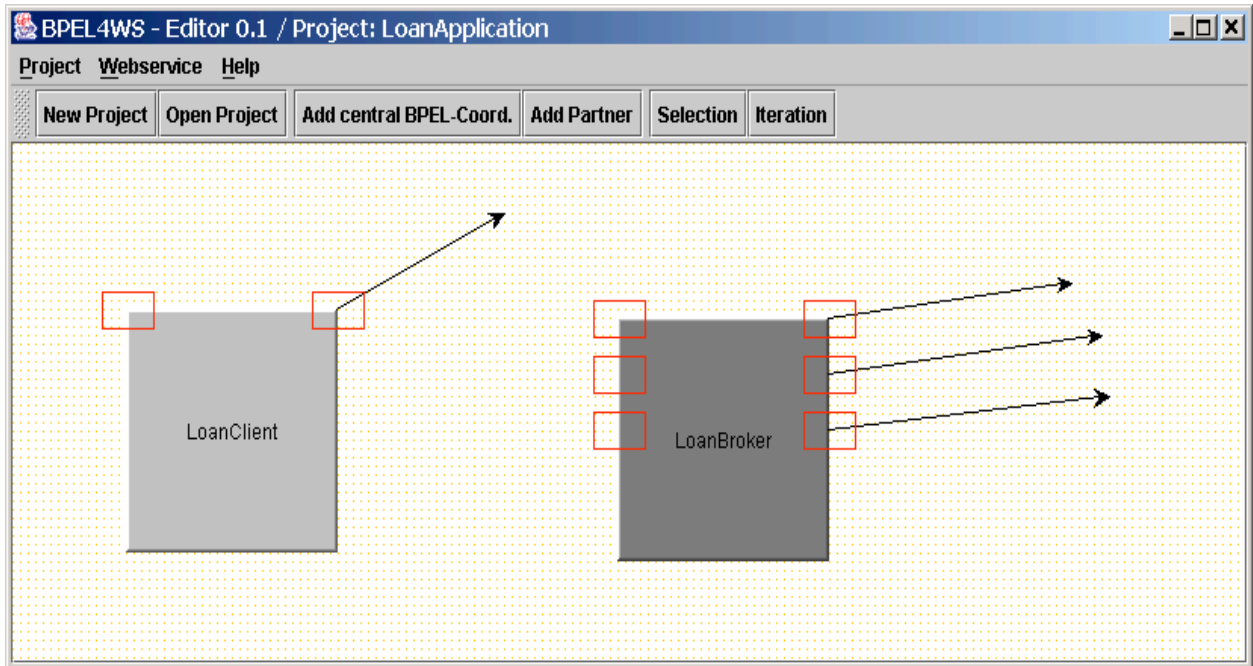 BPEL4WS - Editor 0.1 / Project: LoanApplication
Project Webservice Help
New Project Open Project Add central BPEL-Coord. Add Partner Selection Iteration
LoanClient
LoanBroker